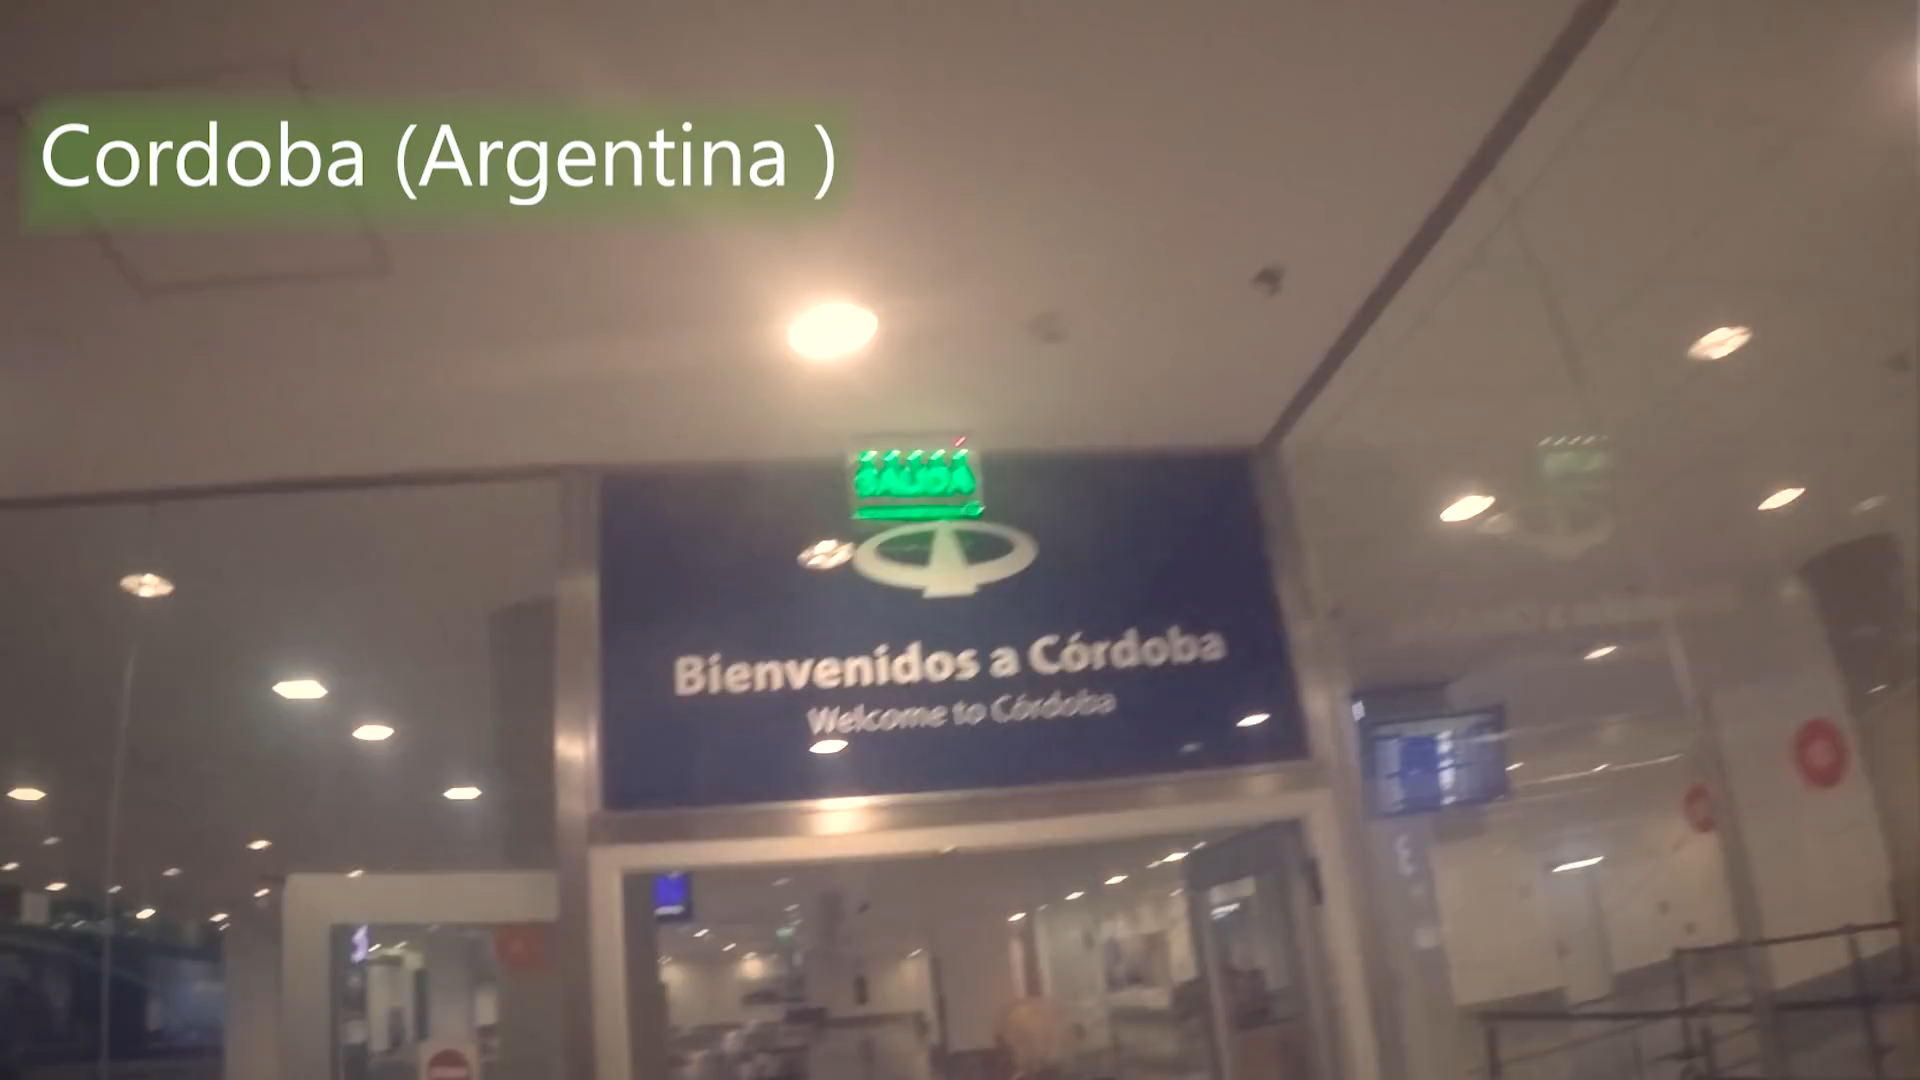 Cordoba (Argentina )
SALIDA
Bienvenidos a Córdoba
Welcome to Córdoba